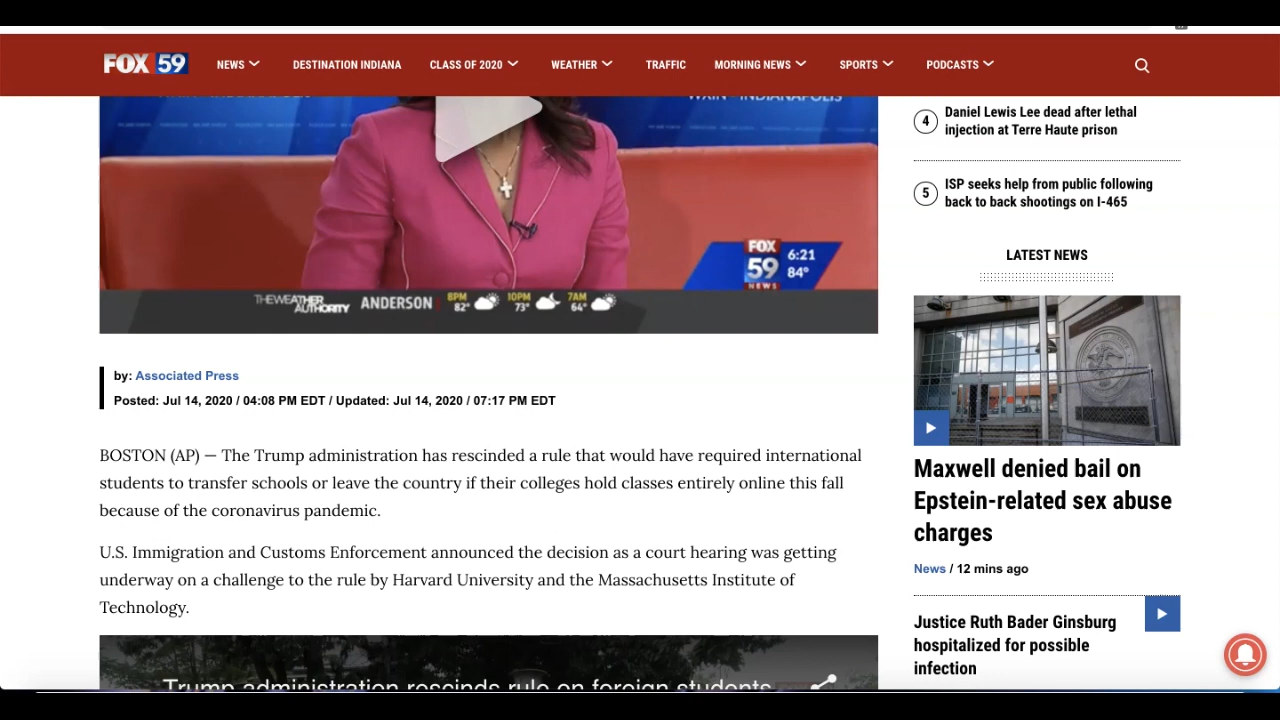 FOX 59
NEWS
DESTINATION INDIANA
CLASS OF 2020
WEATHER
TRAFFIC
MORNING NEWS
SPORTS
PODCASTS
INDIANAPOLIS
FOX
59
NEWS
6:21
84°
THE WEATHER
AUTHORITY
ANDERSON
8PM
82°
10PM
73°
7AM
64°
by: Associated Press
Posted: Jul 14, 2020 / 04:08 PM EDT / Updated: Jul 14, 2020 / 07:17 PM EDT
BOSTON (AP) — The Trump administration has rescinded a rule that would have required international
students to transfer schools or leave the country if their colleges hold classes entirely online this fall
because of the coronavirus pandemic.
U.S. Immigration and Customs Enforcement announced the decision as a court hearing was getting
underway on a challenge to the rule by Harvard University and the Massachusetts Institute of
Technology.
Trump administration rescinds rule on foreign students
4
Daniel Lewis Lee dead after lethal
injection at Terre Haute prison
5
ISP seeks help from public following
back to back shootings on I-465
LATEST NEWS
Maxwell denied bail on
Epstein-related sex abuse
charges
News / 12 mins ago
Justice Ruth Bader Ginsburg
hospitalized for possible
infection